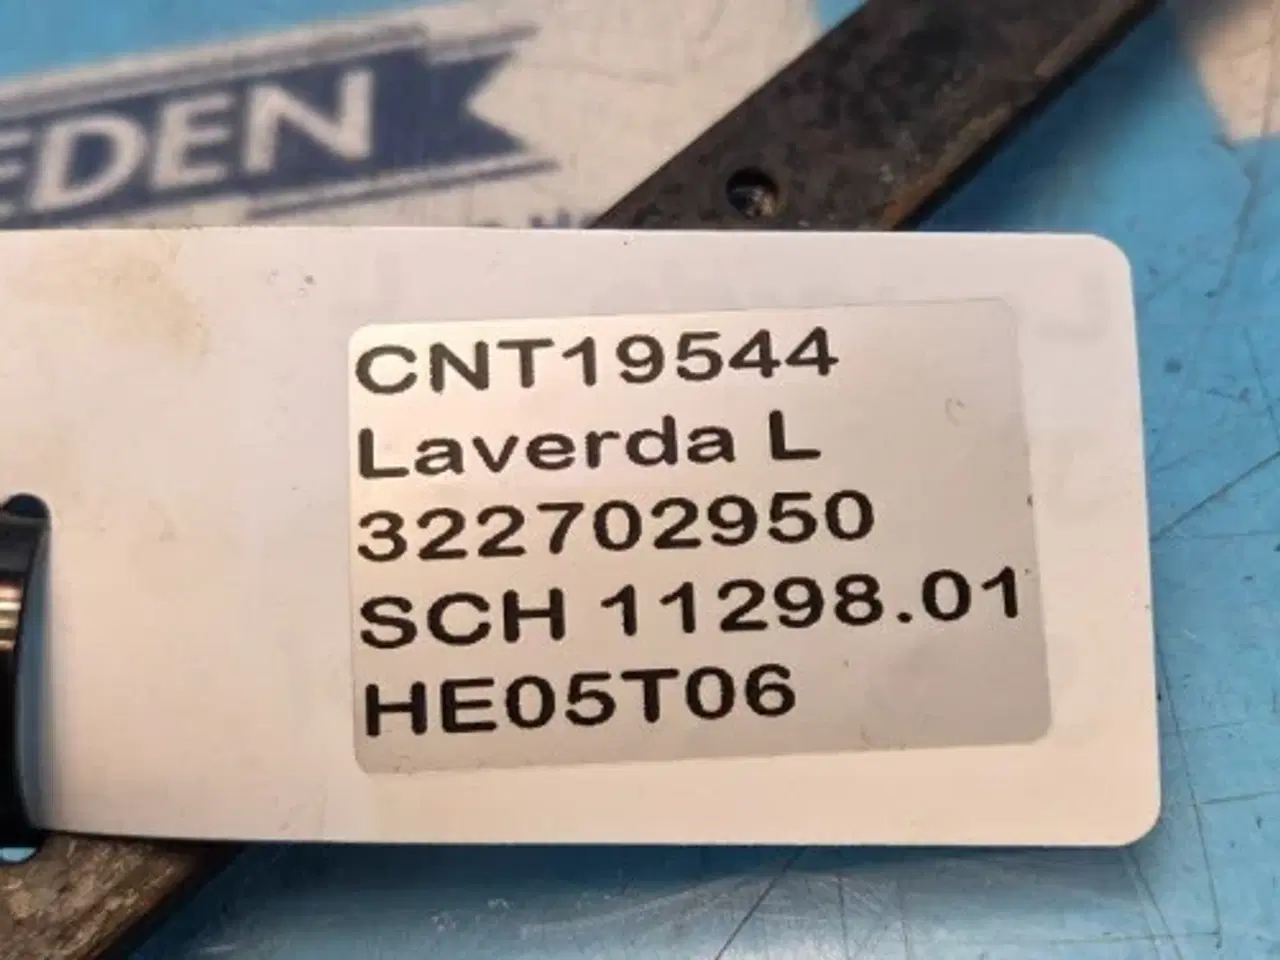 EDEN
CNT19544
Laverda L
322702950
SCH 11298.01
HE05T06